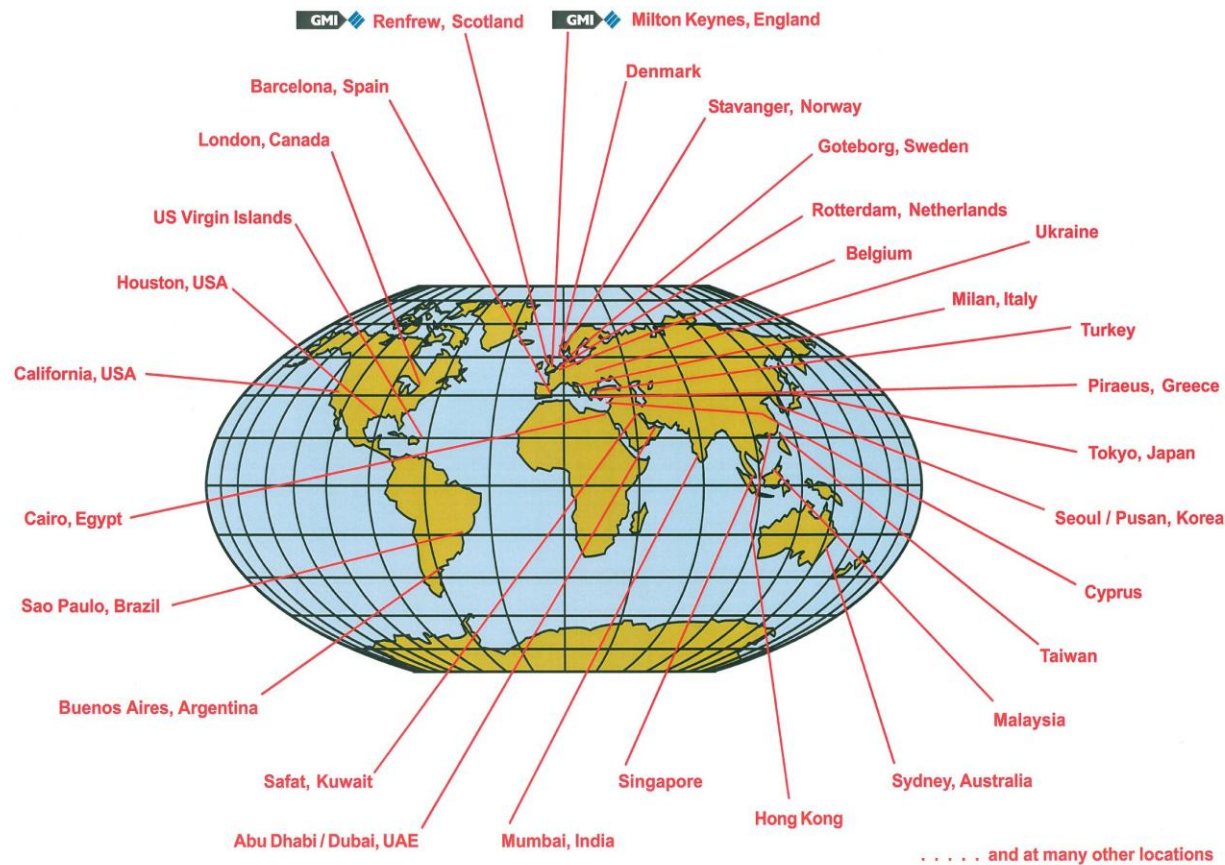 GMI Renfrew, Scotland
GMI Milton Keynes, England
Denmark
Barcelona, Spain
Stavanger, Norway
London, Canada
Goteborg, Sweden
US Virgin Islands
Rotterdam, Netherlands
Ukraine
Belgium
Houston, USA
Milan, Italy
Turkey
California, USA
Piraeus, Greece
Tokyo, Japan
Cairo, Egypt
Seoul / Pusan, Korea
Cyprus
Sao Paulo, Brazil
Taiwan
Buenos Aires, Argentina
Malaysia
Safat, Kuwait
Singapore
Sydney, Australia
Hong Kong
Abu Dhabi / Dubai, UAE
Mumbai, India
. . . . . and at many other locations